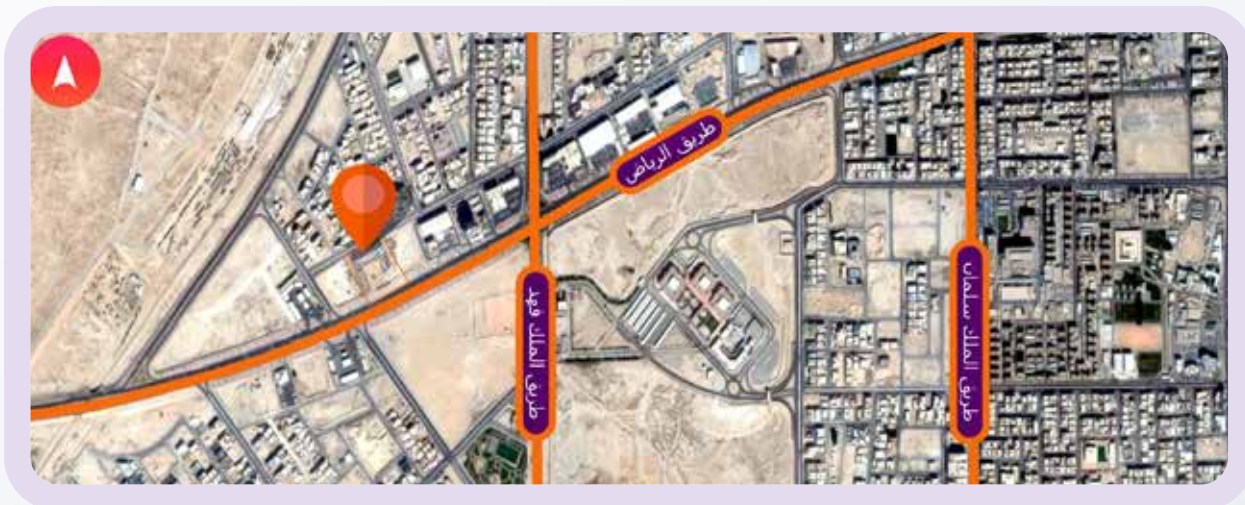 طريق الرياض
طريق الملك فهد
طريق الملك سلمان